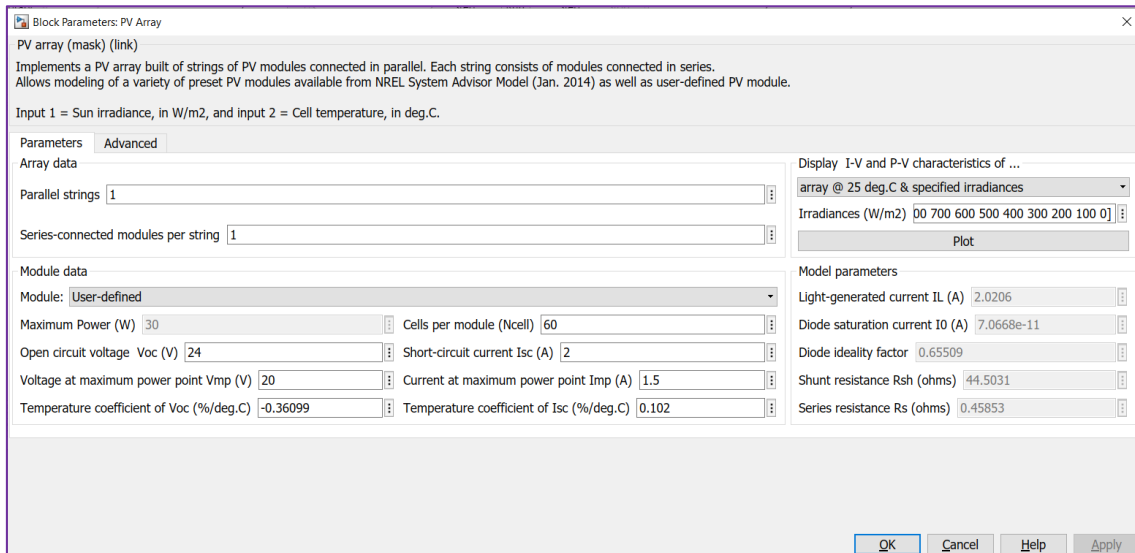 Block Parameters: PV Array
PV array (mask) (link)
Implements a PV array built of strings of PV modules connected in parallel. Each string consists of modules connected in series.
Allows modeling of a variety of preset PV modules available from NREL System Advisor Model (Jan. 2014) as well as user-defined PV module.
Input 1 = Sun irradiance, in W/m2, and input 2 = Cell temperature, in deg.C.
Parameters Advanced
Array data
Parallel strings 1
Series-connected modules per string 1
Display I-V and P-V characteristics of ...
array @ 25 deg.C & specified irradiances
Irradiances (W/m2) 00 700 600 500 400 300 200 100 0]
Plot
Module data
Module: User-defined
Maximum Power (W) 30 Cells per module (Ncell) 60
Open circuit voltage Voc (V) 24 Short-circuit current Isc (A) 2
Voltage at maximum power point Vmp (V) 20 Current at maximum power point Imp (A) 1.5
Temperature coefficient of Voc (%/deg.C) -0.36099 Temperature coefficient of Isc (%/deg.C) 0.102
Model parameters
Light-generated current IL (A) 2.0206
Diode saturation current I0 (A) 7.0668e-11
Diode ideality factor 0.65509
Shunt resistance Rsh (ohms) 44.5031
Series resistance Rs (ohms) 0.45853
OK Cancel Help Apply